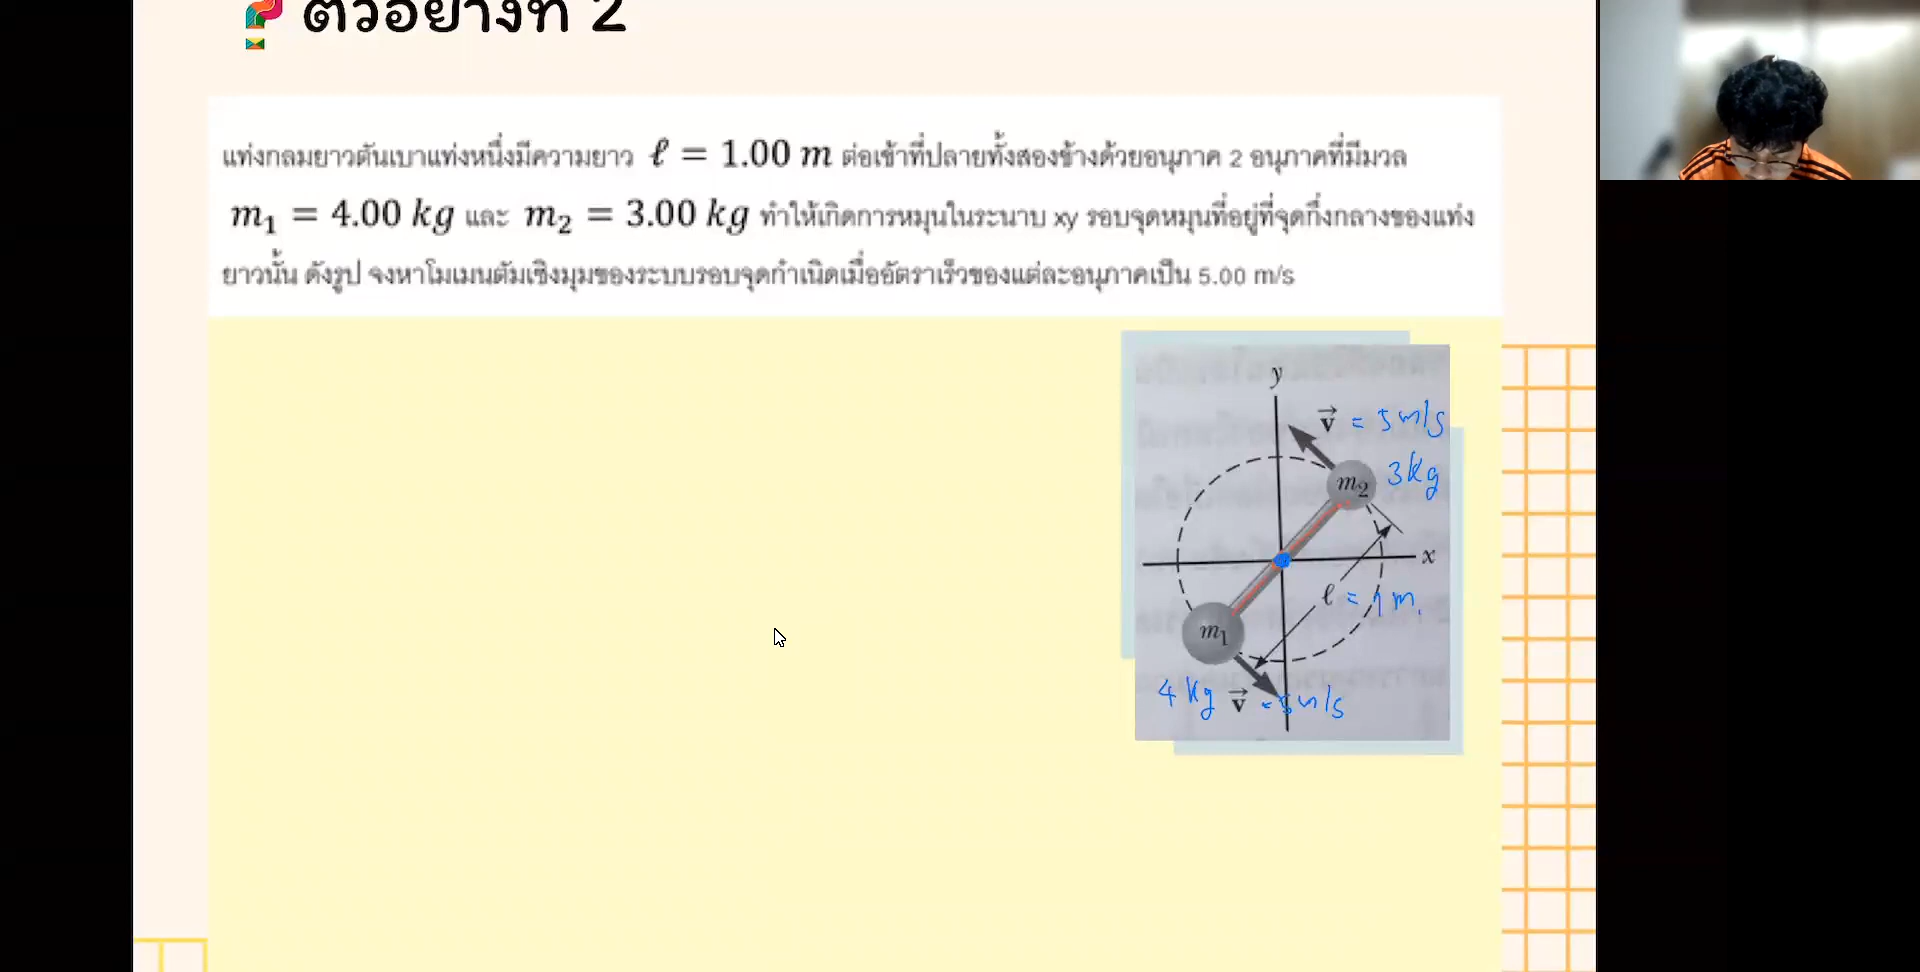 ตัวอย่างที่ 2
แท่งกลมยาวตันเบาแท่งหนึ่งมีความยาว ℓ = 1.00 m ต่อเข้าที่ปลายทั้งสองข้างด้วยอนุภาค 2 อนุภาคที่มีมวล
m₁ = 4.00 kg และ m₂ = 3.00 kg ทำให้เกิดการหมุนในระนาบ xy รอบจุดหมุนที่อยู่ที่จุดกึ่งกลางของแท่ง
ยาวนั้น ดังรูป จงหาโมเมนตัมเชิงมุมของระบบรอบจุดกำเนิดเมื่ออัตราเร็วของแต่ละอนุภาคเป็น 5.00 m/s
y
v⃗ = 5 m/s
m₂ 3 kg
x
ℓ = 1 m.
m₁
4 kg v⃗ = 5 m/s